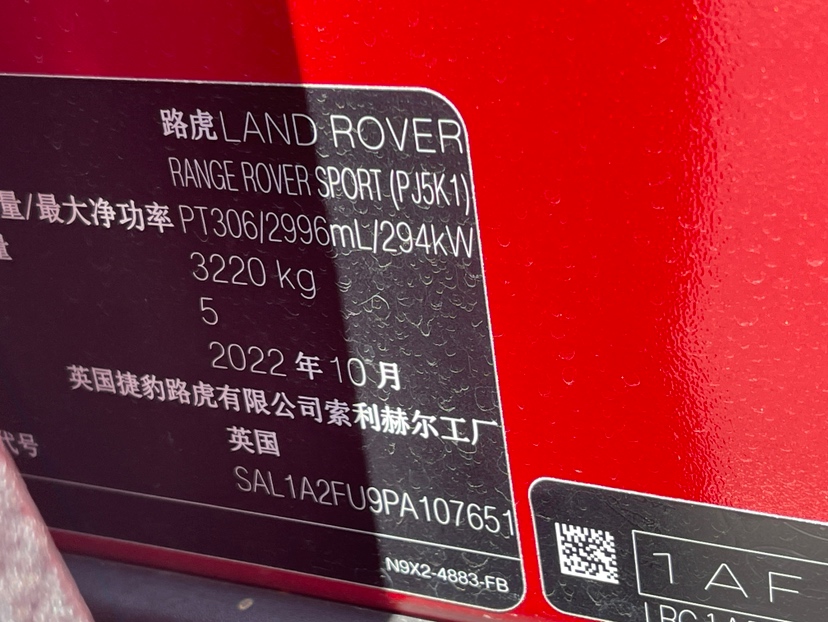 路虎LAND ROVER
RANGE ROVER SPORT (PJ5K1)
量/最大净功率 PT306/2996mL/294kW
量 3220 kg
5
2022 年 10 月
英国捷豹路虎有限公司索利赫尔工厂
英国
代号 SAL1A2FU9PA107651
N9X2-4883-FB
1AF